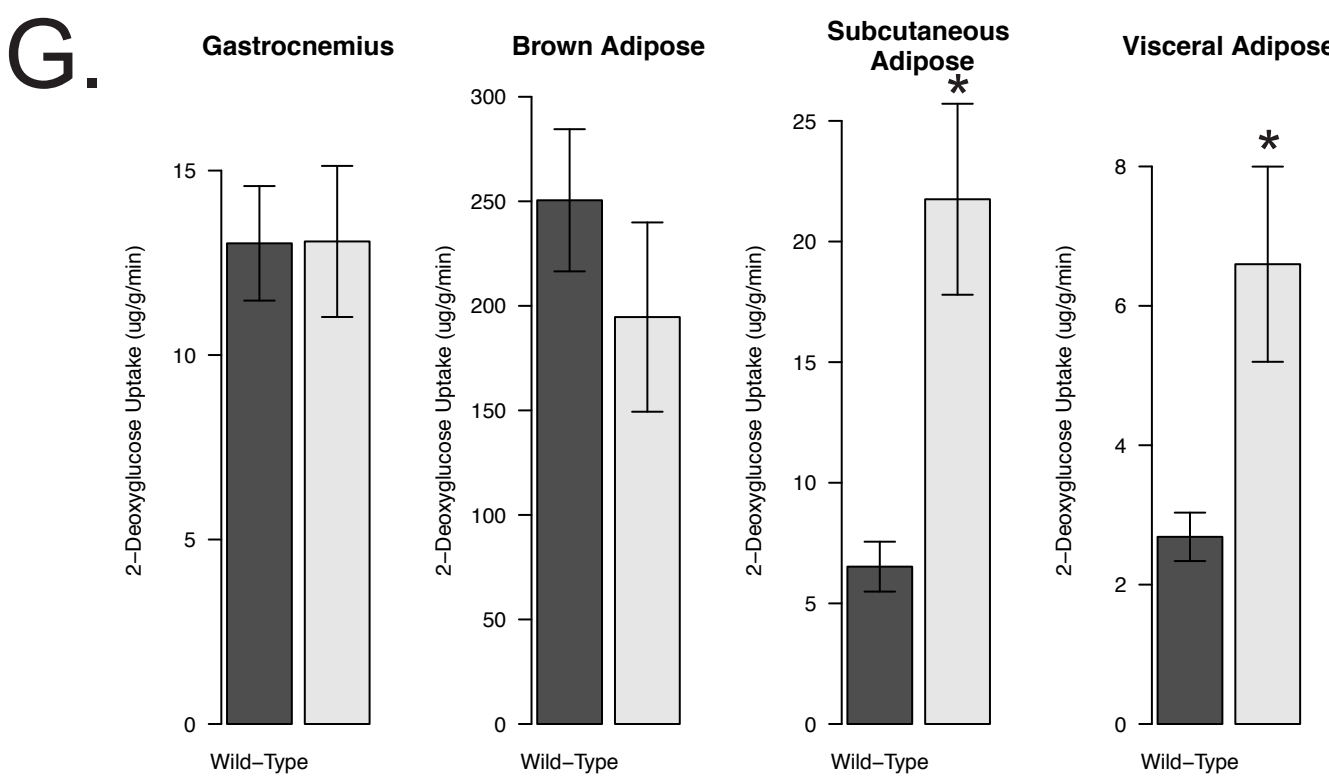 G.
Gastrocnemius
2−Deoxyglucose Uptake (ug/g/min)
15
10
5
0
Wild−Type
Brown Adipose
2−Deoxyglucose Uptake (ug/g/min)
300
250
200
150
100
50
0
Wild−Type
Subcutaneous
Adipose
*
2−Deoxyglucose Uptake (ug/g/min)
25
20
15
10
5
0
Wild−Type
Visceral Adipose
*
2−Deoxyglucose Uptake (ug/g/min)
8
6
4
2
0
Wild−Type